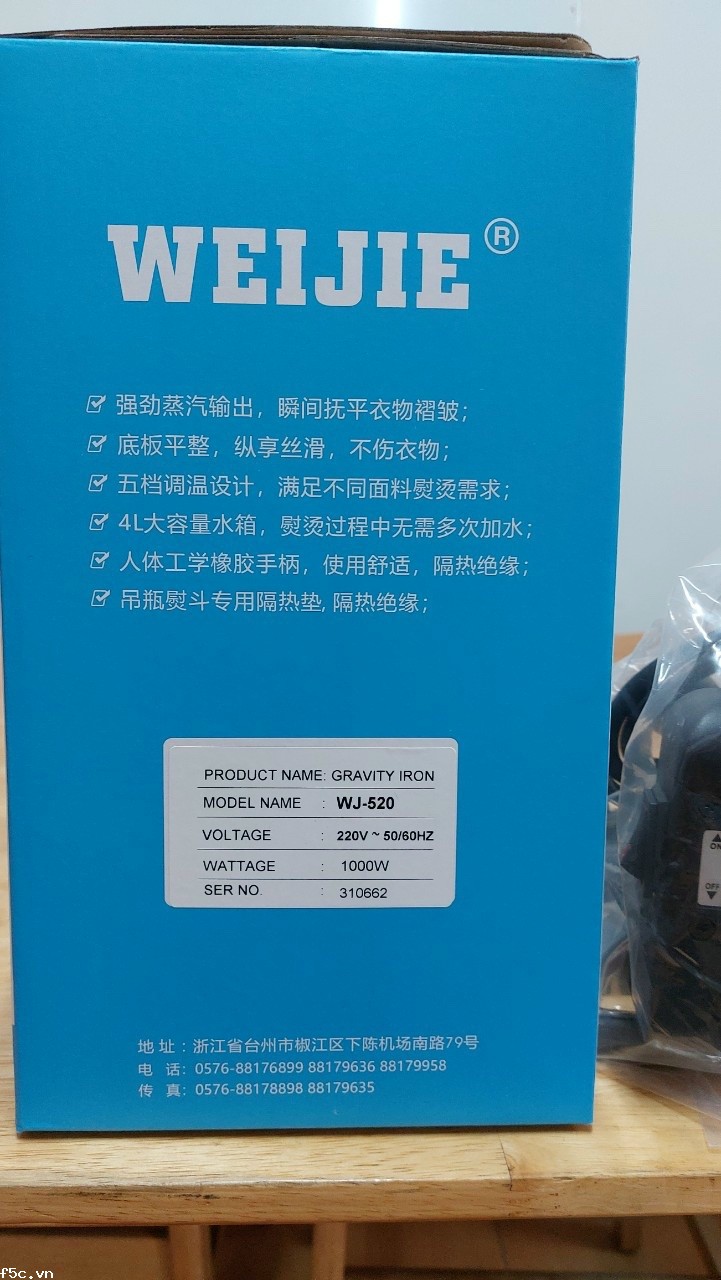 WEIJIE®
强劲蒸汽输出，瞬间抚平衣物褶皱；
底板平整，纵享丝滑，不伤衣物；
五档调温设计，满足不同面料熨烫需求；
4L大容量水箱，熨烫过程中无需多次加水；
人体工学橡胶手柄，使用舒适，隔热绝缘；
吊瓶熨斗专用隔热垫, 隔热绝缘；
PRODUCT NAME: GRAVITY IRON
MODEL NAME : WJ-520
VOLTAGE : 220V ~ 50/60HZ
WATTAGE : 1000W
SER NO. : 310662
ON
OFF
地 址：浙江省台州市椒江区下陈机场南路79号
电 话：0576-88176899 88179636 88179958
传 真：0576-88178898 88179635
f5c.vn